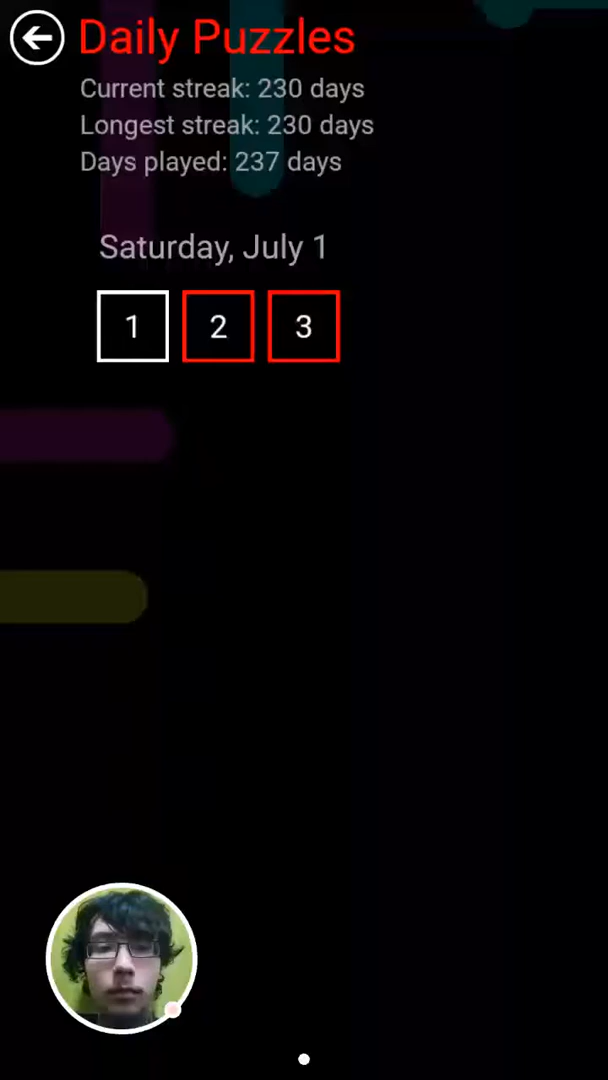 Daily Puzzles
Current streak: 230 days
Longest streak: 230 days
Days played: 237 days
Saturday, July 1
1 2 3